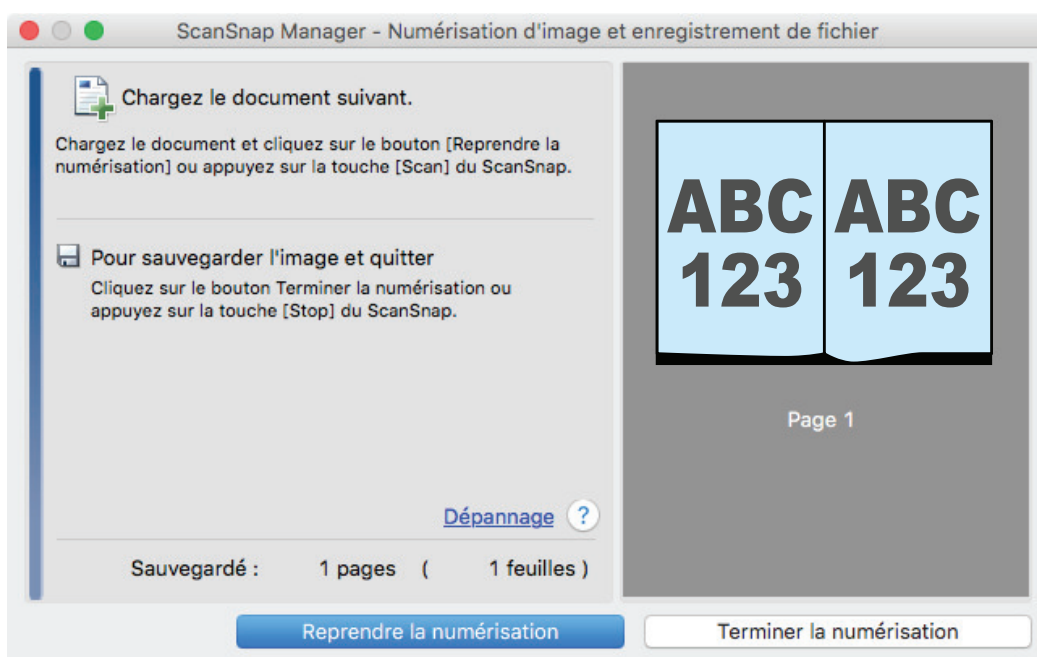 ScanSnap Manager - Numérisation d'image et enregistrement de fichier
Chargez le document suivant.
Chargez le document et cliquez sur le bouton [Reprendre la
numérisation] ou appuyez sur la touche [Scan] du ScanSnap.
Pour sauvegarder l'image et quitter
Cliquez sur le bouton Terminer la numérisation ou
appuyez sur la touche [Stop] du ScanSnap.
Dépannage ?
Sauvegardé : 1 pages ( 1 feuilles )
ABC ABC
123 123
Page 1
Reprendre la numérisation Terminer la numérisation